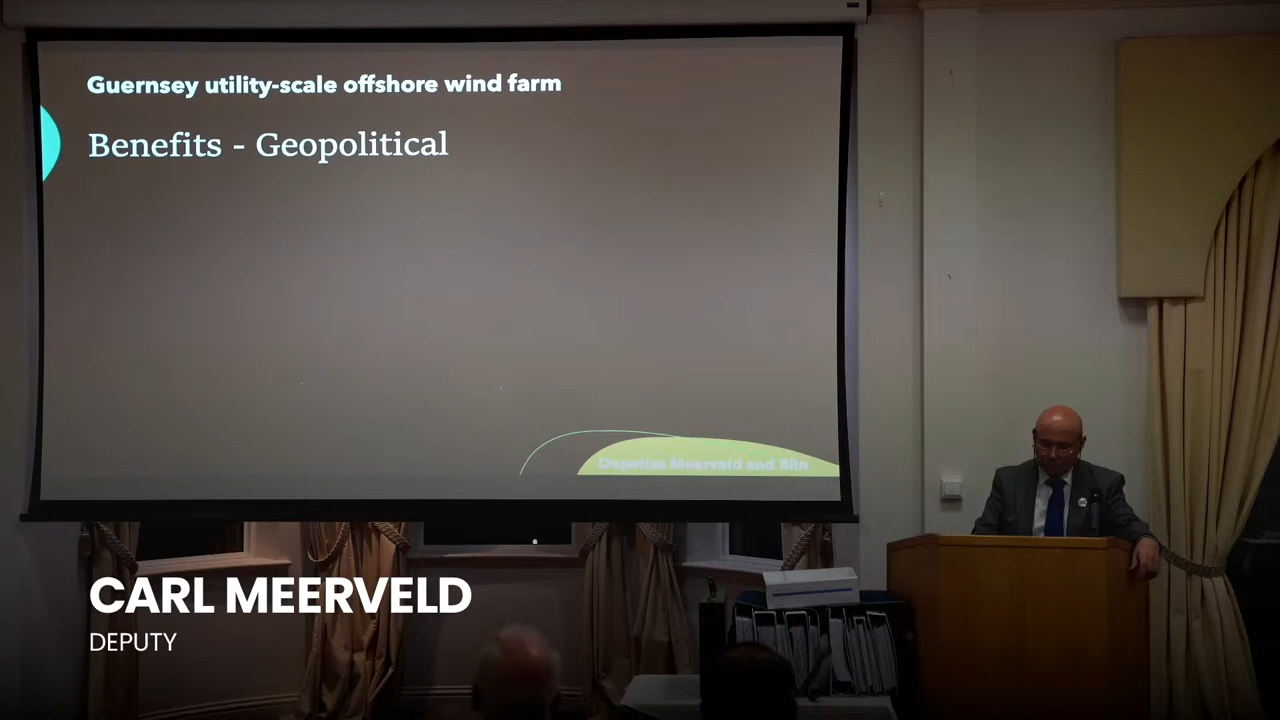 Guernsey utility-scale offshore wind farm
Benefits - Geopolitical
Deputies Meerveld and Blin
CARL MEERVELD
DEPUTY